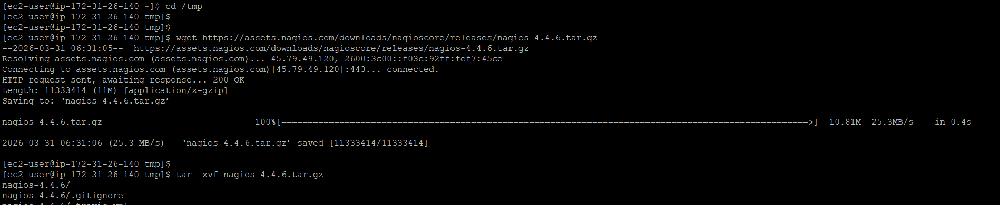 [ec2-user@ip-172-31-26-140 ~]$ cd /tmp
[ec2-user@ip-172-31-26-140 tmp]$
[ec2-user@ip-172-31-26-140 tmp]$
[ec2-user@ip-172-31-26-140 tmp]$ wget https://assets.nagios.com/downloads/nagioscore/releases/nagios-4.4.6.tar.gz
--2026-03-31 06:31:05--  https://assets.nagios.com/downloads/nagioscore/releases/nagios-4.4.6.tar.gz
Resolving assets.nagios.com (assets.nagios.com)... 45.79.49.120, 2600:3c00::f03c:92ff:fef7:45ce
Connecting to assets.nagios.com (assets.nagios.com)|45.79.49.120|:443... connected.
HTTP request sent, awaiting response... 200 OK
Length: 11333414 (11M) [application/x-gzip]
Saving to: ‘nagios-4.4.6.tar.gz’
nagios-4.4.6.tar.gz 100%[====================================================================================================>] 10.81M 25.3MB/s in 0.4s
2026-03-31 06:31:06 (25.3 MB/s) - ‘nagios-4.4.6.tar.gz’ saved [11333414/11333414]
[ec2-user@ip-172-31-26-140 tmp]$
[ec2-user@ip-172-31-26-140 tmp]$ tar -xvf nagios-4.4.6.tar.gz
nagios-4.4.6/
nagios-4.4.6/.gitignore